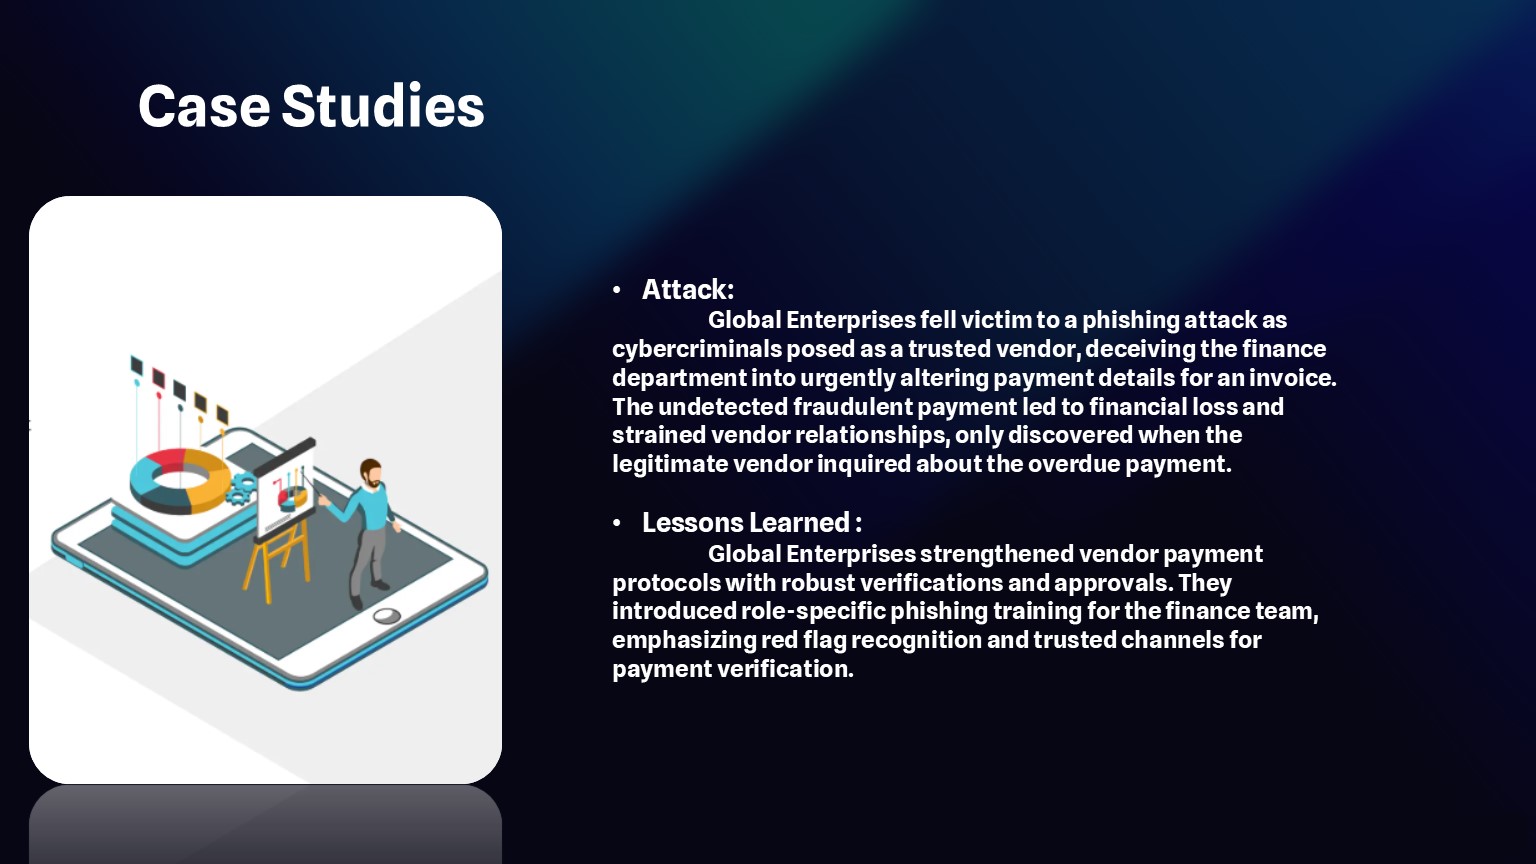 Case Studies
• Attack:
Global Enterprises fell victim to a phishing attack as
cybercriminals posed as a trusted vendor, deceiving the finance
department into urgently altering payment details for an invoice.
The undetected fraudulent payment led to financial loss and
strained vendor relationships, only discovered when the
legitimate vendor inquired about the overdue payment.
• Lessons Learned :
Global Enterprises strengthened vendor payment
protocols with robust verifications and approvals. They
introduced role-specific phishing training for the finance team,
emphasizing red flag recognition and trusted channels for
payment verification.